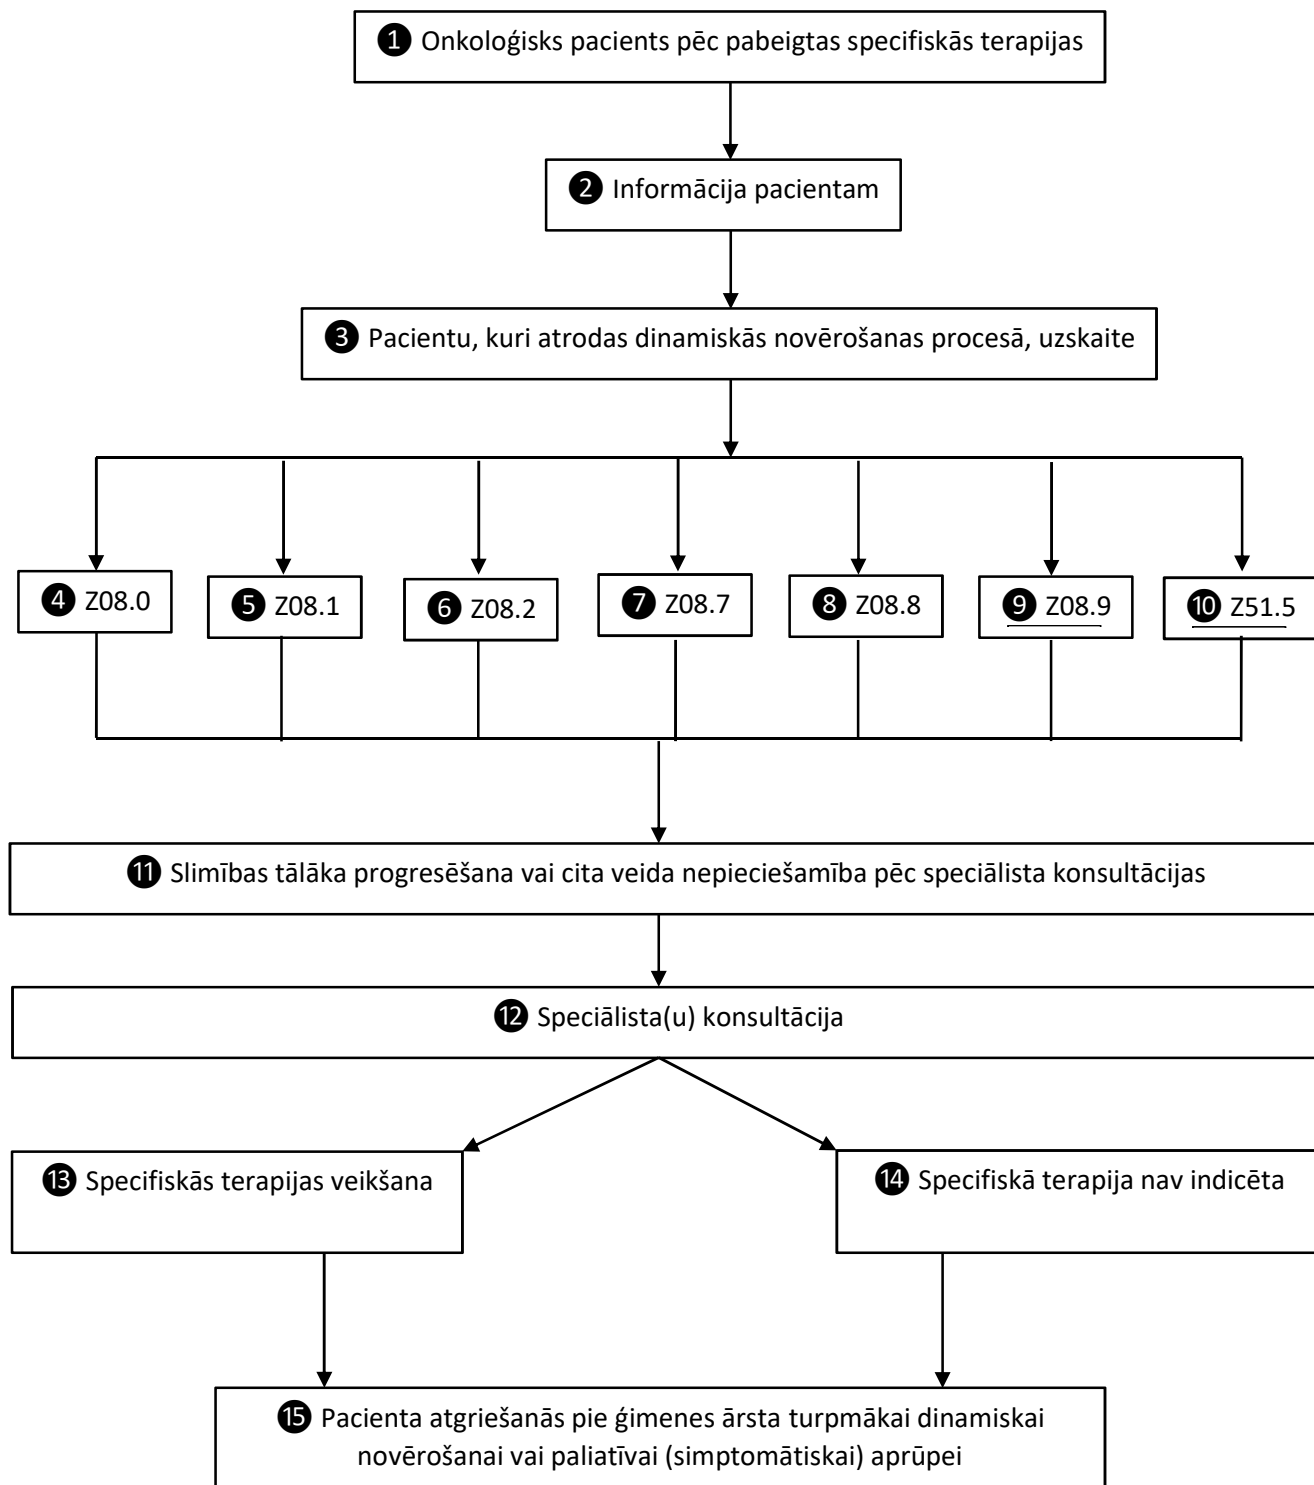 ❶ Onkoloģisks pacients pēc pabeigtas specifiskās terapijas
❷ Informācija pacientam
❸ Pacientu, kuri atrodas dinamiskās novērošanas procesā, uzskaite
❹ Z08.0
❺ Z08.1
❻ Z08.2
❼ Z08.7
❽ Z08.8
❾ Z08.9
❿ Z51.5
⓫ Slimības tālāka progresēšana vai cita veida nepieciešamība pēc speciālista konsultācijas
⓬ Speciālista(u) konsultācija
⓭ Specifiskās terapijas veikšana
⓮ Specifiskā terapija nav indicēta
⓯ Pacienta atgriešanās pie ģimenes ārsta turpmākai dinamiskai
novērošanai vai paliatīvai (simptomātiskai) aprūpei